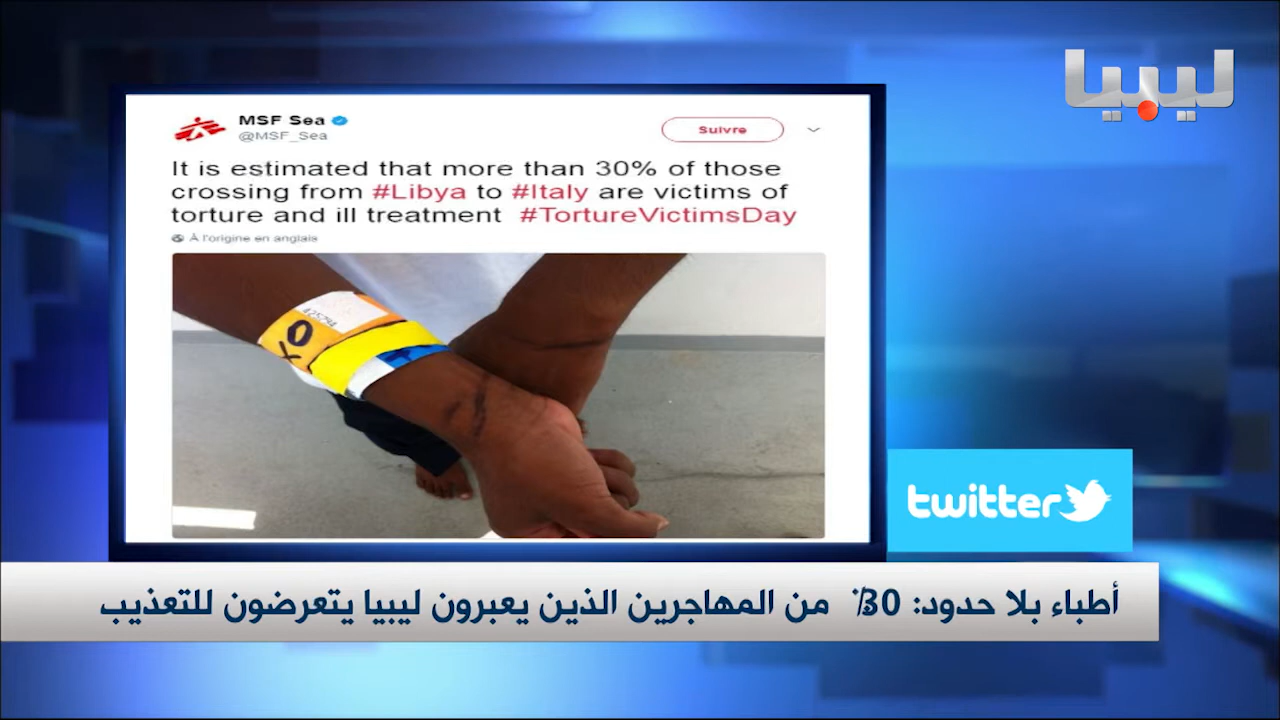 ليبيا
MSF Sea
@MSF_Sea
Suivre
It is estimated that more than 30% of those
crossing from #Libya to #Italy are victims of
torture and ill treatment #TortureVictimsDay
À l'origine en anglais
twitter
أطباء بلا حدود: 30٪ من المهاجرين الذين يعبرون ليبيا يتعرضون للتعذيب